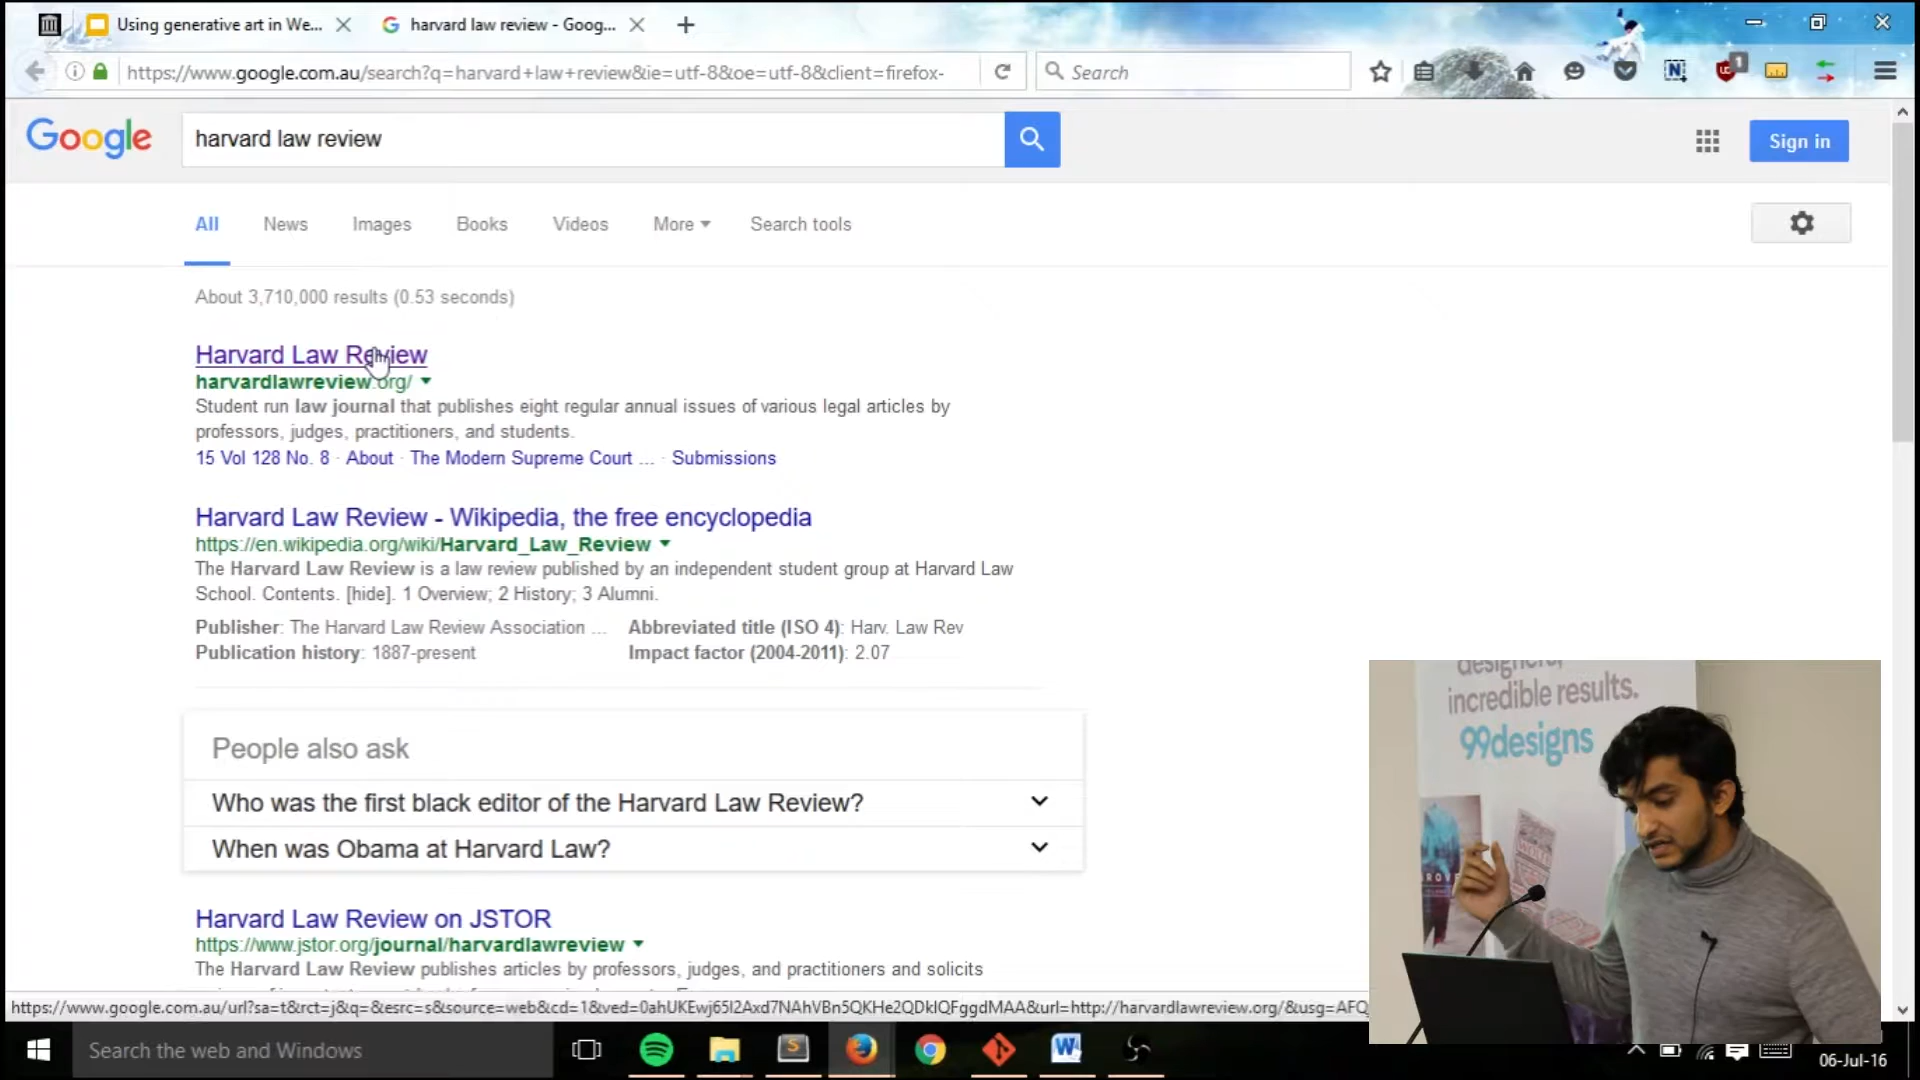 Using generative art in We...
harvard law review - Goog...
https://www.google.com.au/search?q=harvard+law+review&ie=utf-8&oe=utf-8&client=firefox-
Search
1
Google
harvard law review
Sign in
All
News
Images
Books
Videos
More
Search tools
About 3,710,000 results (0.53 seconds)
Harvard Law Review
harvardlawreview.org/
Student run law journal that publishes eight regular annual issues of various legal articles by
professors, judges, practitioners, and students.
15 Vol 128 No. 8 · About · The Modern Supreme Court ... · Submissions
Harvard Law Review - Wikipedia, the free encyclopedia
https://en.wikipedia.org/wiki/Harvard_Law_Review
The Harvard Law Review is a law review published by an independent student group at Harvard Law
School. Contents. [hide]. 1 Overview; 2 History; 3 Alumni.
Publisher: The Harvard Law Review Association ...
Abbreviated title (ISO 4): Harv. Law Rev
Publication history: 1887-present
Impact factor (2004-2011): 2.07
People also ask
Who was the first black editor of the Harvard Law Review?
When was Obama at Harvard Law?
Harvard Law Review on JSTOR
https://www.jstor.org/journal/harvardlawreview
The Harvard Law Review publishes articles by professors, judges, and practitioners and solicits
designers,
incredible results.
99designs
Search the web and Windows
06-Jul-16